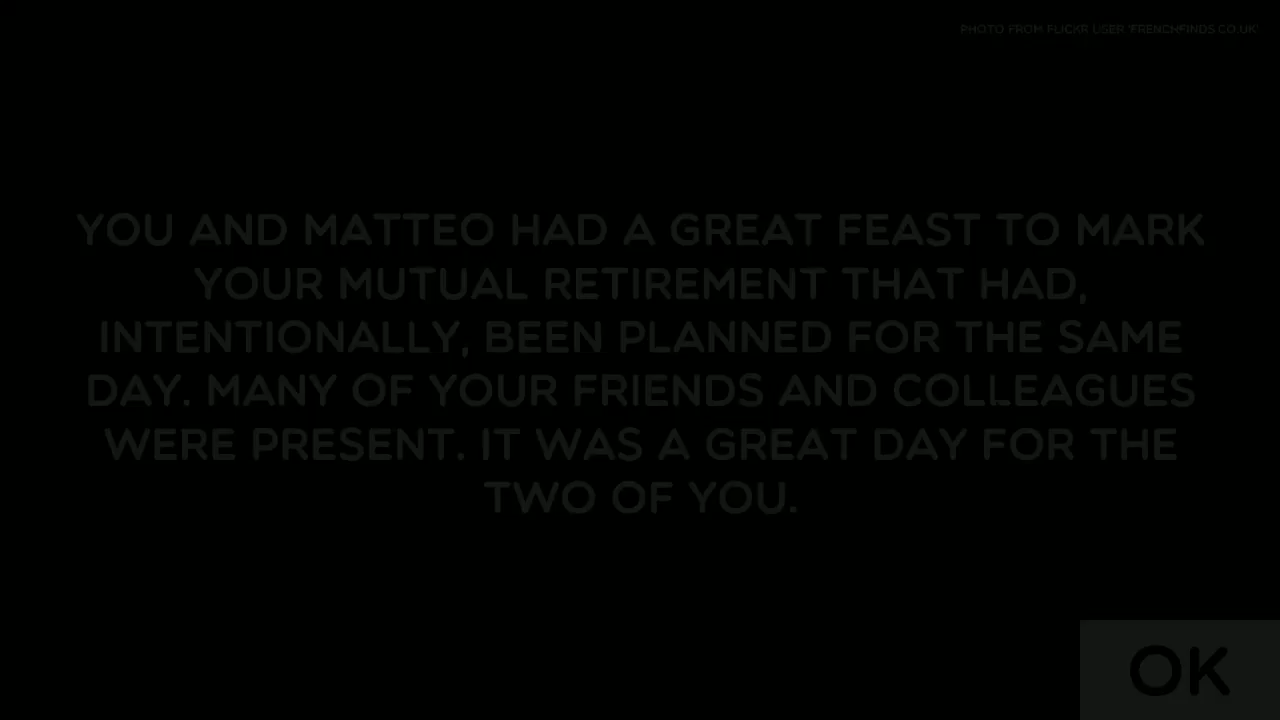 PHOTO FROM FLICKR USER 'FRENCHFINDS.CO.UK'
YOU AND MATTEO HAD A GREAT FEAST TO MARK
YOUR MUTUAL RETIREMENT THAT HAD,
INTENTIONALLY, BEEN PLANNED FOR THE SAME
DAY. MANY OF YOUR FRIENDS AND COLLEAGUES
WERE PRESENT. IT WAS A GREAT DAY FOR THE
TWO OF YOU.
OK